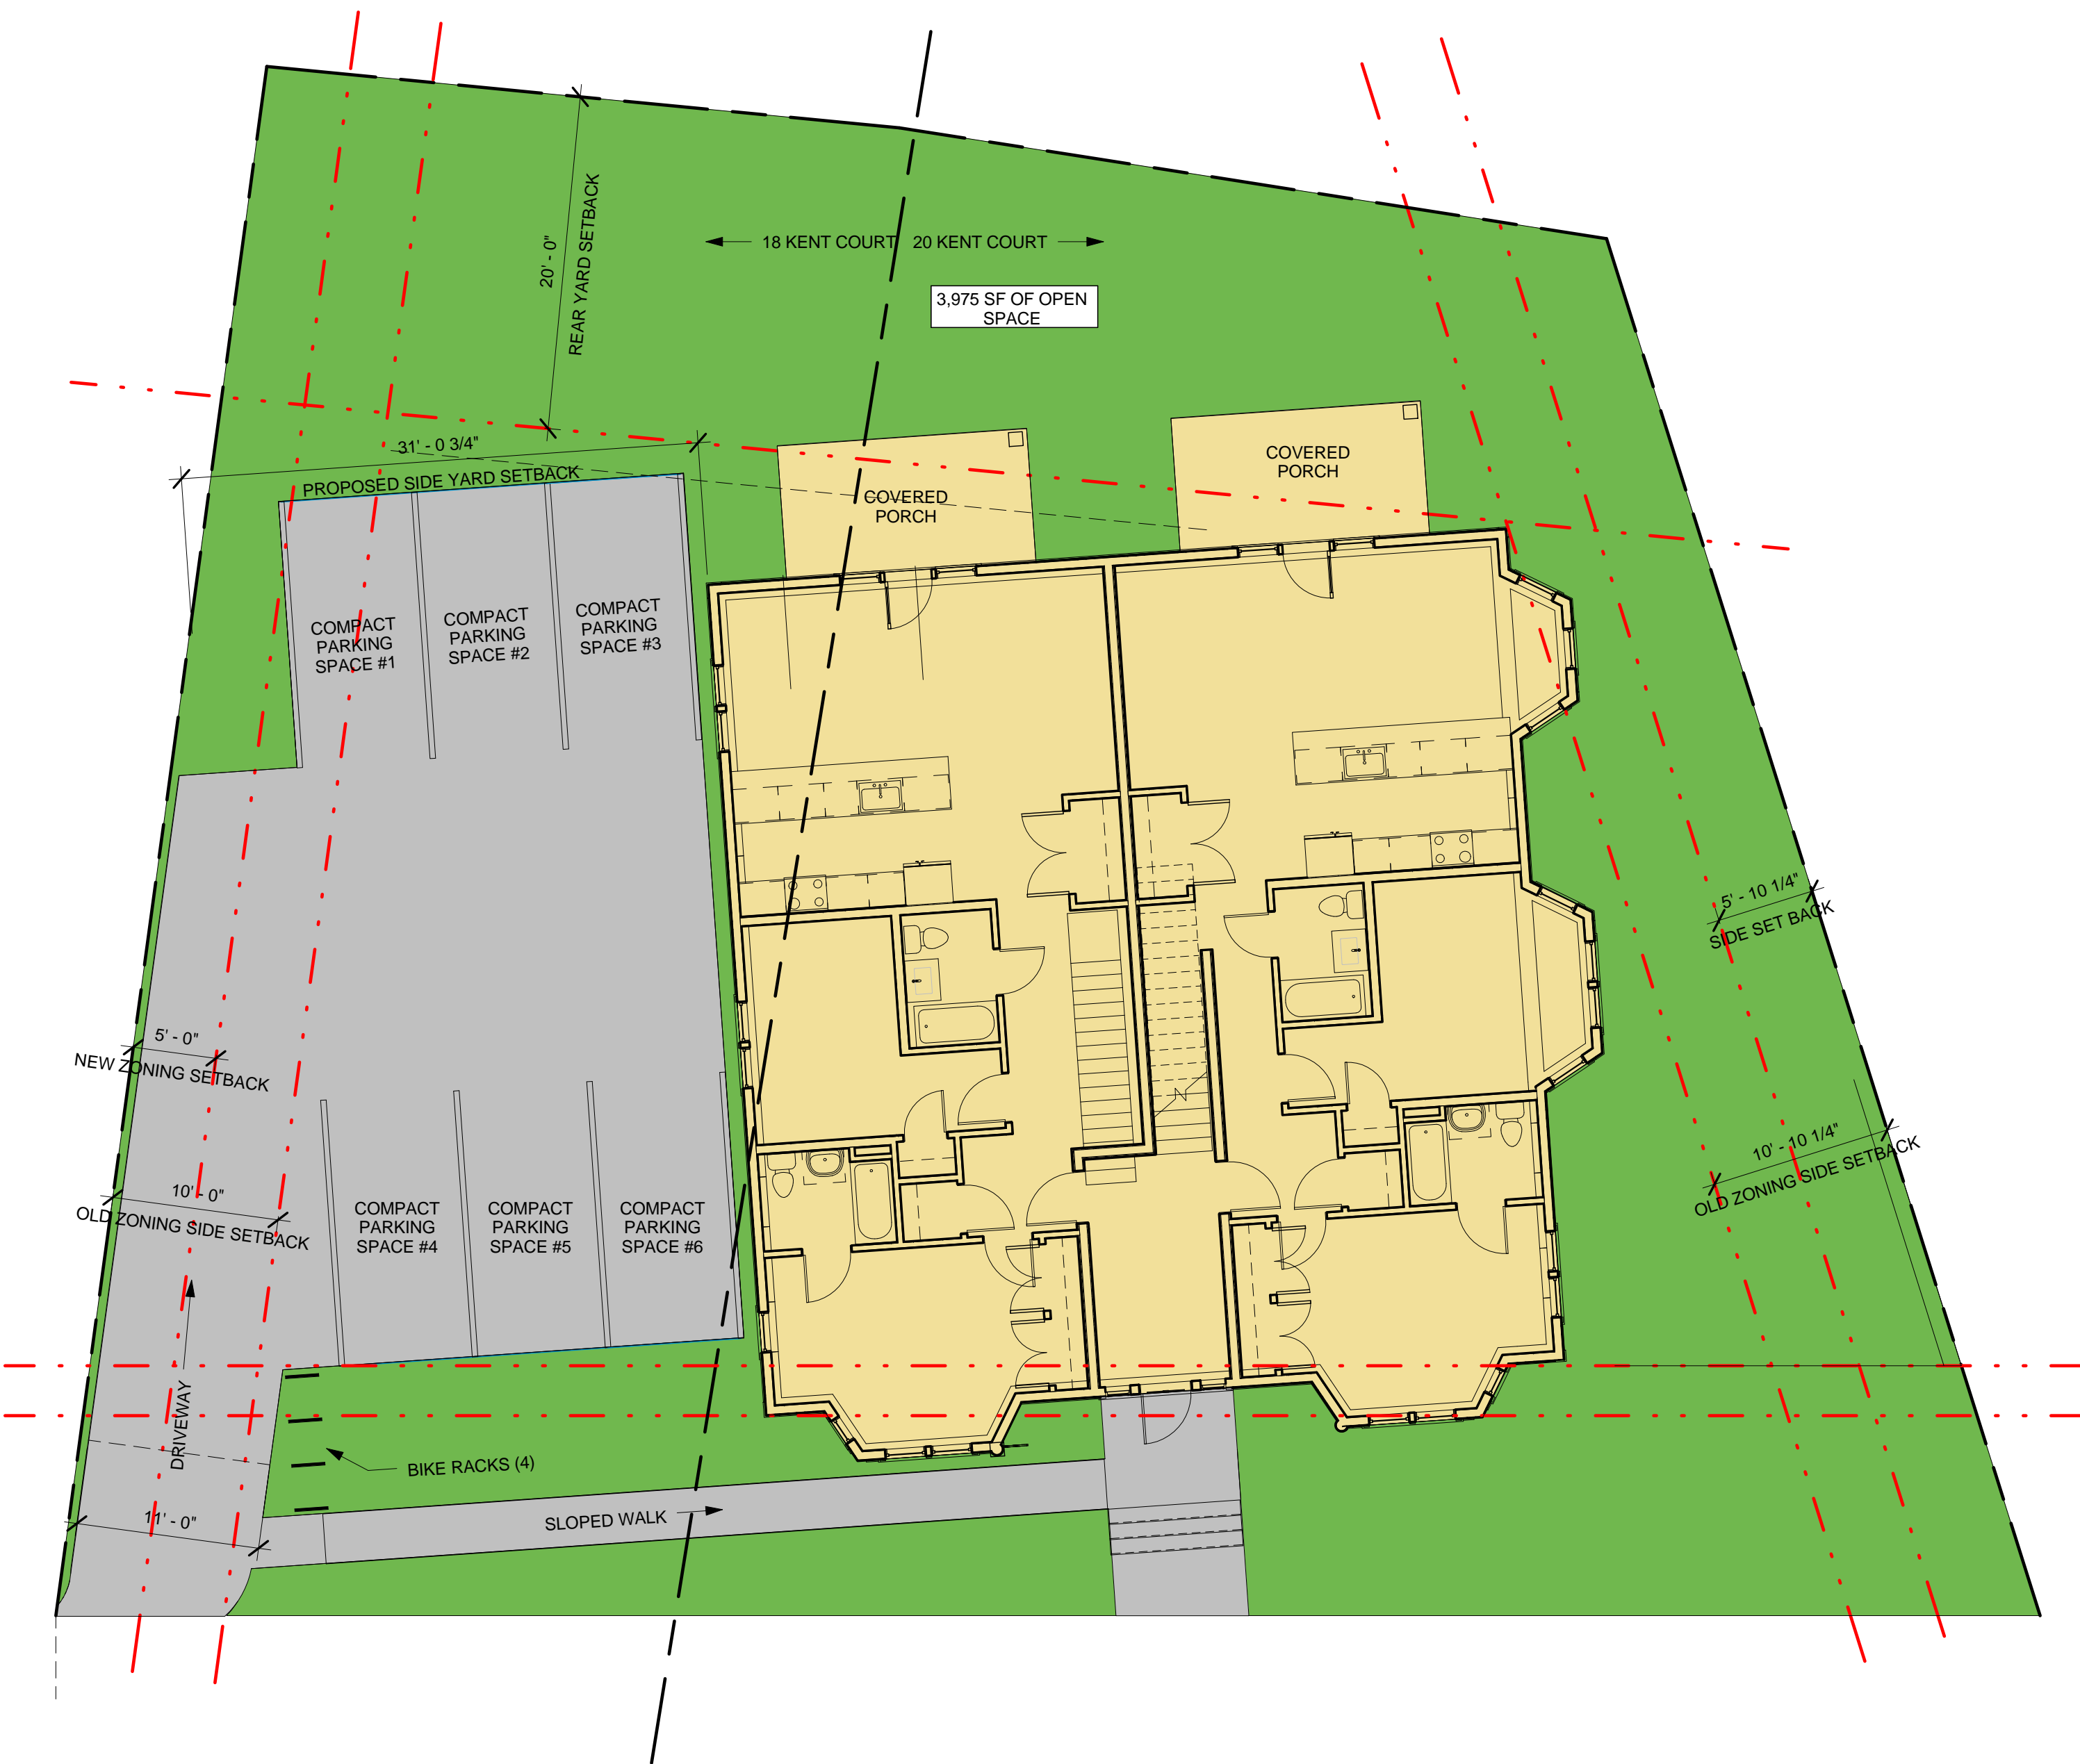 20' - 0"
REAR YARD SETBACK
18 KENT COURT
20 KENT COURT
3,975 SF OF OPEN
SPACE
31' - 0 3/4"
PROPOSED SIDE YARD SETBACK
COVERED
PORCH
COVERED
PORCH
COMPACT
PARKING
SPACE #1
COMPACT
PARKING
SPACE #2
COMPACT
PARKING
SPACE #3
5' - 10 1/4"
SIDE SET BACK
5' - 0"
NEW ZONING SETBACK
10' - 10 1/4"
OLD ZONING SIDE SETBACK
10' - 0"
OLD ZONING SIDE SETBACK
COMPACT
PARKING
SPACE #4
COMPACT
PARKING
SPACE #5
COMPACT
PARKING
SPACE #6
DRIVEWAY
BIKE RACKS (4)
11' - 0"
SLOPED WALK